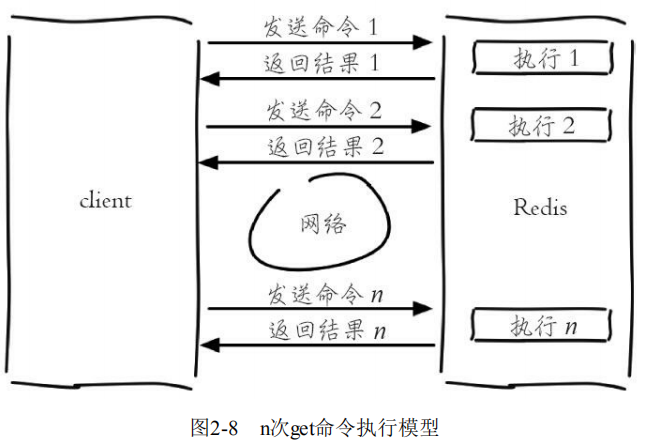 发送命令 1
返回结果 1
执行 1
发送命令 2
返回结果 2
执行 2
client
网络
Redis
发送命令 n
返回结果 n
执行 n
图2-8 n次get命令执行模型